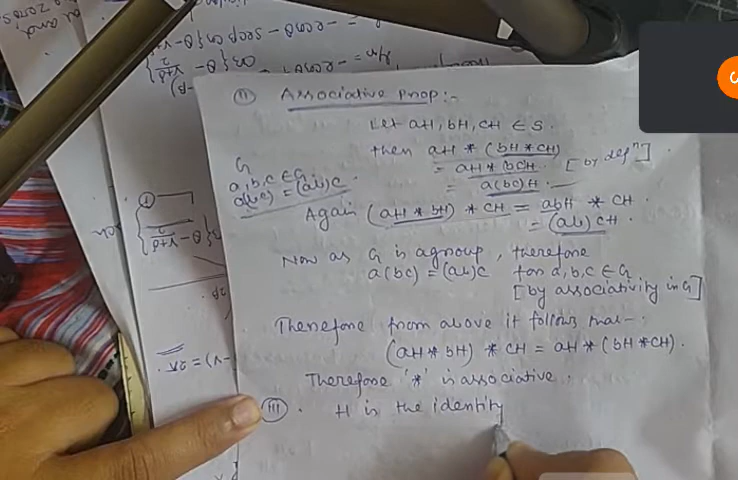 (II) Associative Prop:-
Let aH, bH, cH ∈ S.
then aH * (bH * cH)
= aH * bcH. [by defⁿ]
= a(bc)H.
G
a, b, c ∈ G
a(bc) = (ab)c
Again (aH * bH) * cH = abH * cH.
= (ab)cH.
Now as G is a group, therefore
a(bc) = (ab)c for a, b, c ∈ G
[by associativity in G]
Therefore from above it follows that-
(aH * bH) * cH = aH * (bH * cH).
Therefore '*' is associative.
(III). H is the identity